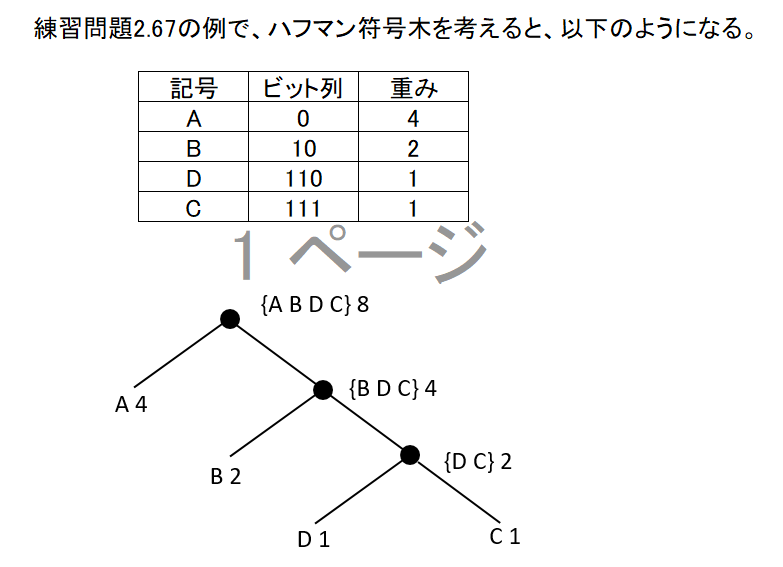 練習問題2.67の例で、ハフマン符号木を考えると、以下のようになる。
記号 ビット列 重み
A 0 4
B 10 2
D 110 1
C 111 1
1 ページ
{A B D C} 8
A 4
{B D C} 4
B 2
{D C} 2
D 1
C 1